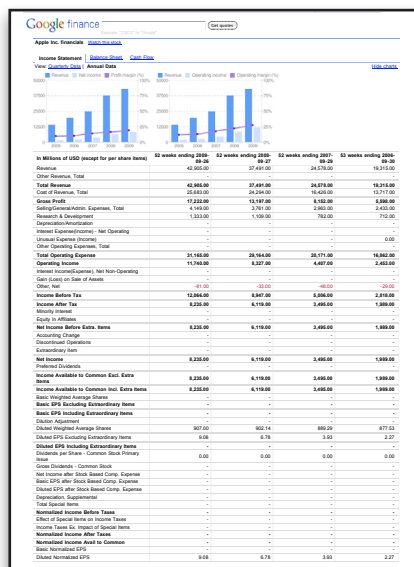 Google finance
Get quotes
Example: "CSCO" or "Google"
Apple Inc. financials Watch this stock
Income Statement Balance Sheet Cash Flow
View: Quarterly Data | Annual Data Hide charts
Revenue Net income Profit margin (%) Revenue Operating income Operating margin (%)
2005 2006 2007 2008 2009
2005 2006 2007 2008 2009
In Millions of USD (except for per share items) 52 weeks ending 2009-09-26 52 weeks ending 2008-09-27 52 weeks ending 2007-09-29 52 weeks ending 2006-09-30
Revenue 42,905.00 37,491.00 24,578.00 19,315.00
Other Revenue, Total - - - -
Total Revenue 42,905.00 37,491.00 24,578.00 19,315.00
Cost of Revenue, Total 25,683.00 24,294.00 16,426.00 13,717.00
Gross Profit 17,222.00 13,197.00 8,152.00 5,598.00
Selling/General/Admin. Expenses, Total 4,149.00 3,761.00 2,963.00 2,433.00
Research & Development 1,333.00 1,109.00 782.00 712.00
Depreciation/Amortization - - - -
Interest Expense(Income) - Net Operating - - - -
Unusual Expense (Income) - - - 0.00
Other Operating Expenses, Total - - - -
Total Operating Expense 31,165.00 29,164.00 20,171.00 16,862.00
Operating Income 11,740.00 8,327.00 4,407.00 2,453.00
Interest Income(Expense), Net Non-Operating - - - -
Gain (Loss) on Sale of Assets - - - -
Other, Net -81.00 -33.00 -48.00 -29.00
Income Before Tax 12,066.00 8,947.00 5,006.00 2,818.00
Income After Tax 8,235.00 6,119.00 3,495.00 1,989.00
Minority Interest - - - -
Equity In Affiliates - - - -
Net Income Before Extra. Items 8,235.00 6,119.00 3,495.00 1,989.00
Accounting Change - - - -
Discontinued Operations - - - -
Extraordinary Item - - - -
Net Income 8,235.00 6,119.00 3,495.00 1,989.00
Preferred Dividends - - - -
Income Available to Common Excl. Extra Items 8,235.00 6,119.00 3,495.00 1,989.00
Income Available to Common Incl. Extra Items 8,235.00 6,119.00 3,495.00 1,989.00
Basic Weighted Average Shares - - - -
Basic EPS Excluding Extraordinary Items - - - -
Basic EPS Including Extraordinary Items - - - -
Dilution Adjustment - - - -
Diluted Weighted Average Shares 907.00 902.14 889.29 877.53
Diluted EPS Excluding Extraordinary Items 9.08 6.78 3.93 2.27
Diluted EPS Including Extraordinary Items - - - -
Dividends per Share - Common Stock Primary Issue 0.00 0.00 0.00 0.00
Gross Dividends - Common Stock - - - -
Net Income after Stock Based Comp. Expense - - - -
Basic EPS after Stock Based Comp. Expense - - - -
Diluted EPS after Stock Based Comp. Expense - - - -
Depreciation, Supplemental - - - -
Total Special Items - - - -
Normalized Income Before Taxes - - - -
Effect of Special Items on Income Taxes - - - -
Income Taxes Ex. Impact of Special Items - - - -
Normalized Income After Taxes - - - -
Normalized Income Avail to Common - - - -
Basic Normalized EPS - - - -
Diluted Normalized EPS 9.08 6.78 3.93 2.27